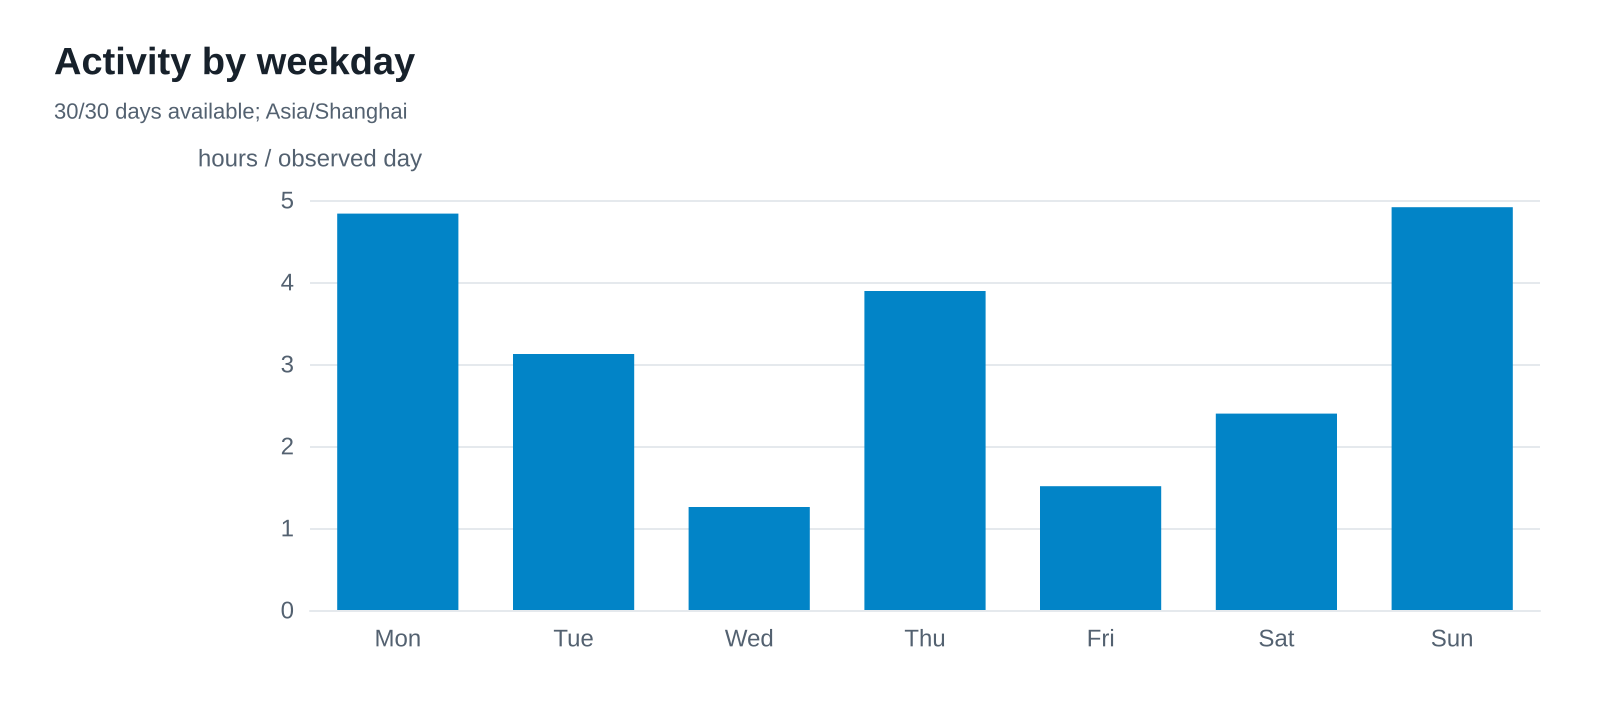 Activity by weekday
30/30 days available; Asia/Shanghai
hours / observed day
5
4
3
2
1
0
Mon Tue Wed Thu Fri Sat Sun